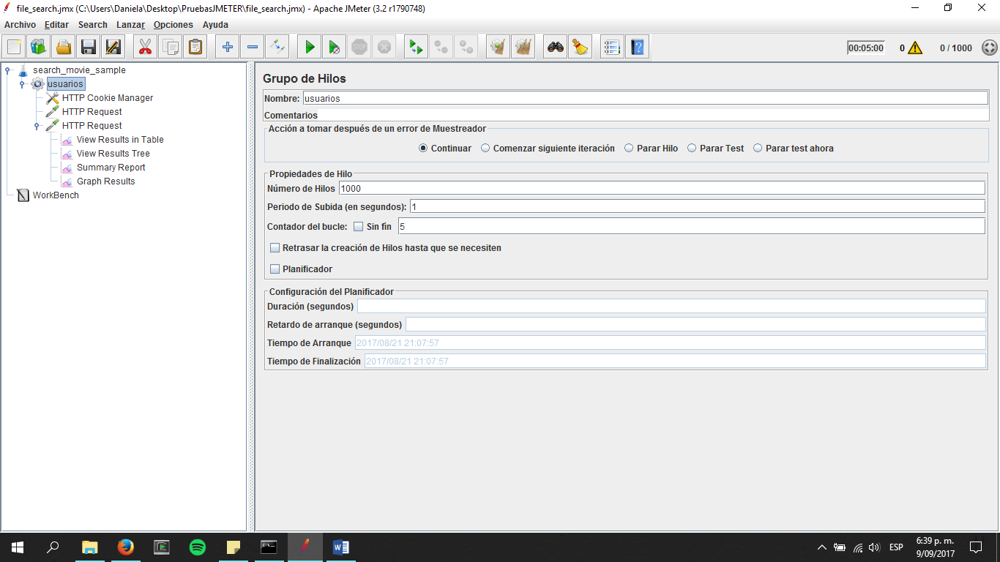 file_search.jmx (C:\Users\Daniela\Desktop\PruebasJMETER\file_search.jmx) - Apache JMeter (3.2 r1790748)
Archivo Editar Search Lanzar Opciones Ayuda
00:05:00 0 0 / 1000
search_movie_sample
usuarios
HTTP Cookie Manager
HTTP Request
HTTP Request
View Results in Table
View Results Tree
Summary Report
Graph Results
WorkBench
Grupo de Hilos
Nombre: usuarios
Comentarios
Acción a tomar después de un error de Muestreador
Continuar Comenzar siguiente iteración Parar Hilo Parar Test Parar test ahora
Propiedades de Hilo
Número de Hilos 1000
Periodo de Subida (en segundos): 1
Contador del bucle: Sin fin 5
Retrasar la creación de Hilos hasta que se necesiten
Planificador
Configuración del Planificador
Duración (segundos)
Retardo de arranque (segundos)
Tiempo de Arranque 2017/08/21 21:07:57
Tiempo de Finalización 2017/08/21 21:07:57
ESP
6:39 p. m.
9/09/2017